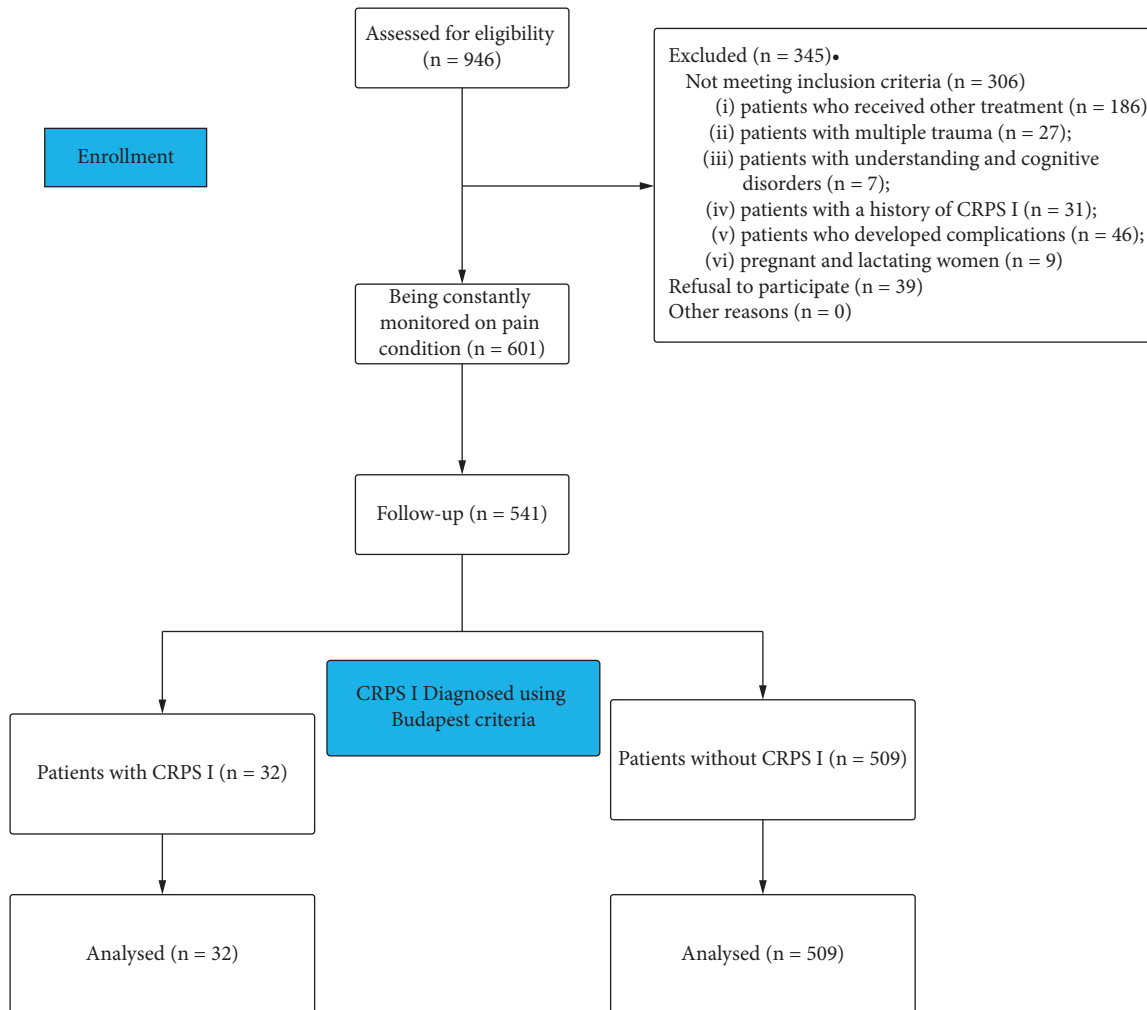 Assessed for eligibility
(n = 946)
Excluded (n = 345)•
Not meeting inclusion criteria (n = 306)
(i) patients who received other treatment (n = 186)
(ii) patients with multiple trauma (n = 27);
(iii) patients with understanding and cognitive
disorders (n = 7);
(iv) patients with a history of CRPS I (n = 31);
(v) patients who developed complications (n = 46);
(vi) pregnant and lactating women (n = 9)
Refusal to participate (n = 39)
Other reasons (n = 0)
Enrollment
Being constantly
monitored on pain
condition (n = 601)
Follow-up (n = 541)
CRPS I Diagnosed using
Budapest criteria
Patients with CRPS I (n = 32)
Patients without CRPS I (n = 509)
Analysed (n = 32)
Analysed (n = 509)